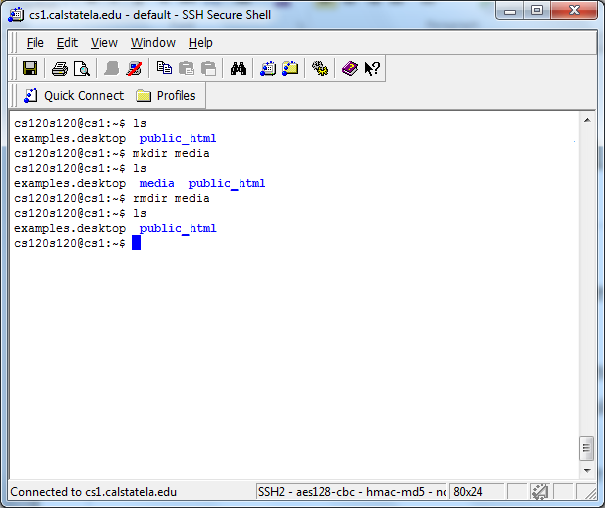 cs1.calstatela.edu - default - SSH Secure Shell
File Edit View Window Help
Quick Connect Profiles
cs120s120@cs1:~$ ls
examples.desktop public_html
cs120s120@cs1:~$ mkdir media
cs120s120@cs1:~$ ls
examples.desktop media public_html
cs120s120@cs1:~$ rmdir media
cs120s120@cs1:~$ ls
examples.desktop public_html
cs120s120@cs1:~$
Connected to cs1.calstatela.edu SSH2 - aes128-cbc - hmac-md5 - nc 80x24